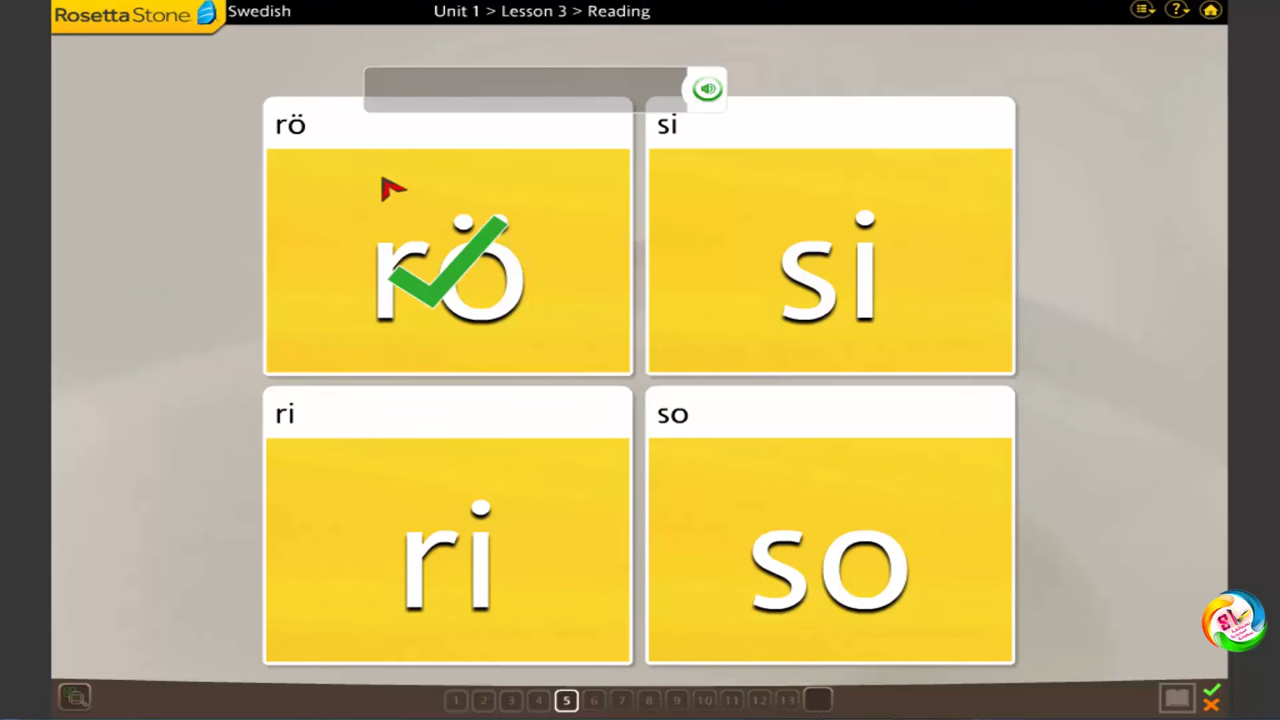 Rosetta Stone
Swedish
Unit 1 > Lesson 3 > Reading
?
rö
si
rö
si
ri
so
ri
so
1 2 3 4 5 6 7 8 9 10 11 12 13